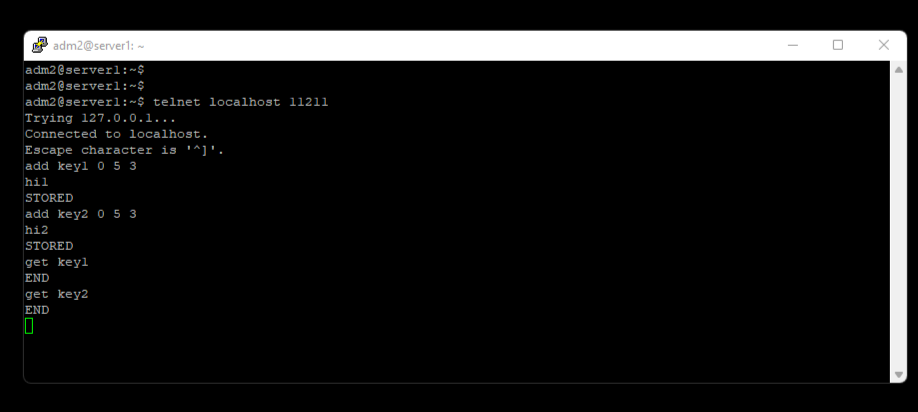 adm2@server1: ~
adm2@server1:~$
adm2@server1:~$
adm2@server1:~$ telnet localhost 11211
Trying 127.0.0.1...
Connected to localhost.
Escape character is '^]'.
add key1 0 5 3
hi1
STORED
add key2 0 5 3
hi2
STORED
get key1
END
get key2
END